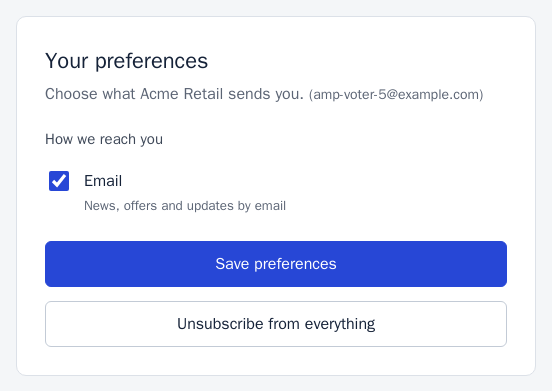 Your preferences
Choose what Acme Retail sends you. (amp-voter-5@example.com)
How we reach you
Email
News, offers and updates by email
Save preferences
Unsubscribe from everything